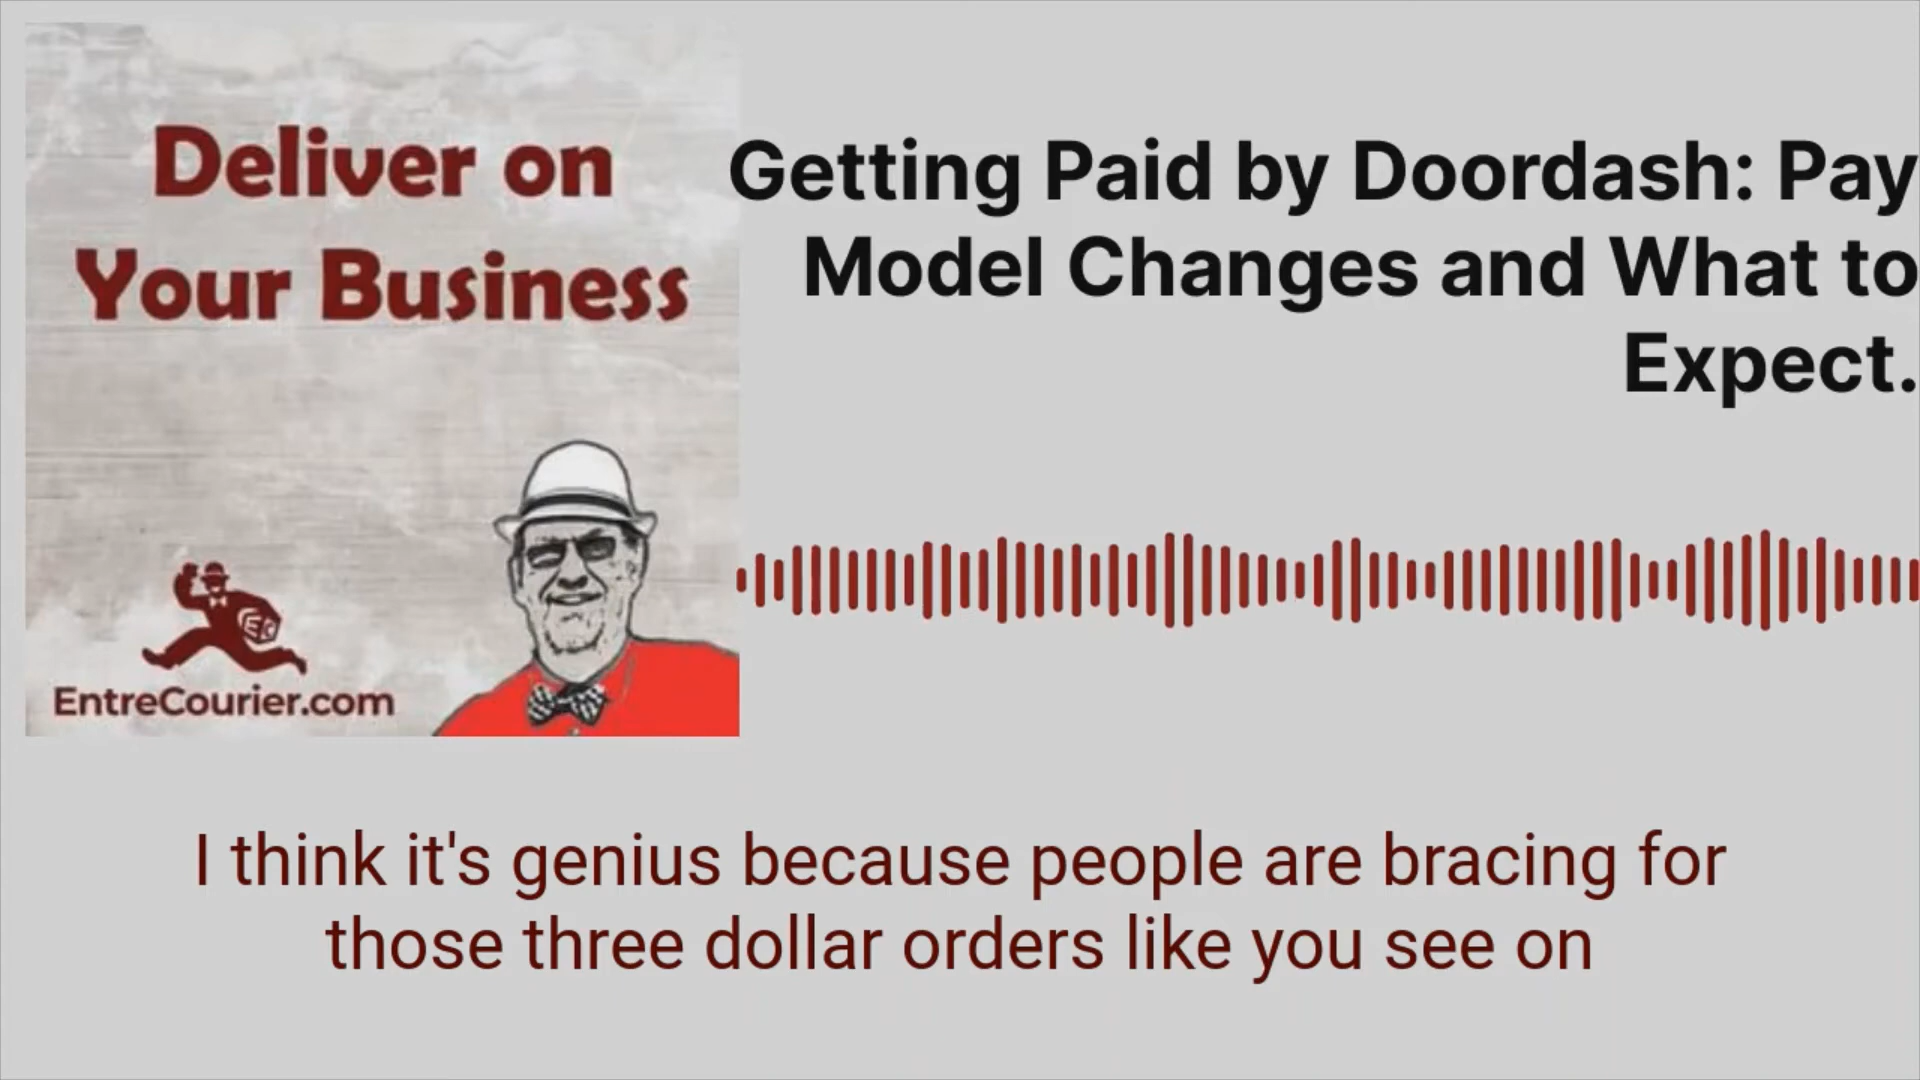 Deliver on
Your Business
EC
EntreCourier.com
Getting Paid by Doordash: Pay
Model Changes and What to
Expect.
I think it's genius because people are bracing for
those three dollar orders like you see on